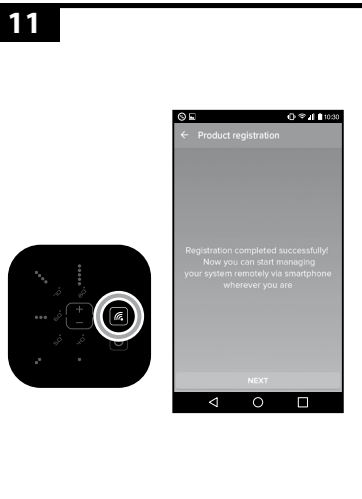 11
10:30
Product registration
Registration completed successfully!
Now you can start managing
your system remotely via smartphone
wherever you are
+
−
NEXT